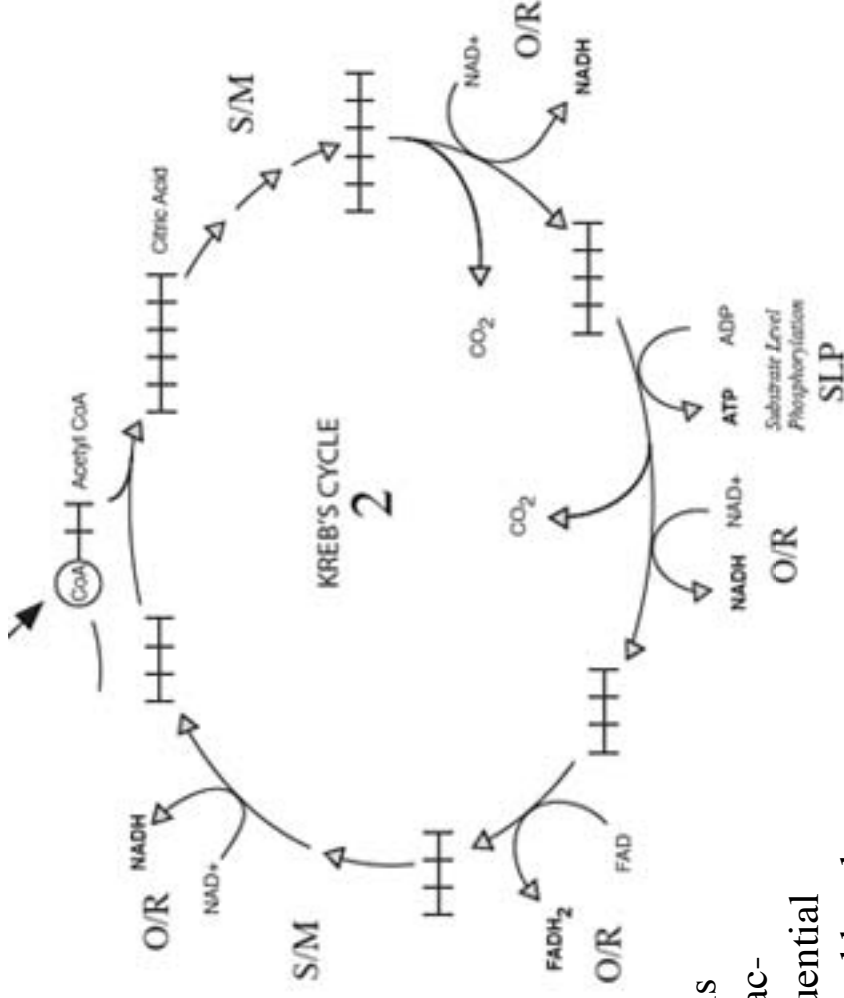 CoA
Acetyl CoA
Citric Acid
S/M
NAD+
O/R
NADH
CO2
ADP
ATP
Substrate Level
Phosphorylation
SLP
CO2
NAD+
NADH
O/R
FAD
FADH2
O/R
S/M
NAD+
NADH
O/R
KREB'S CYCLE
2
ac-